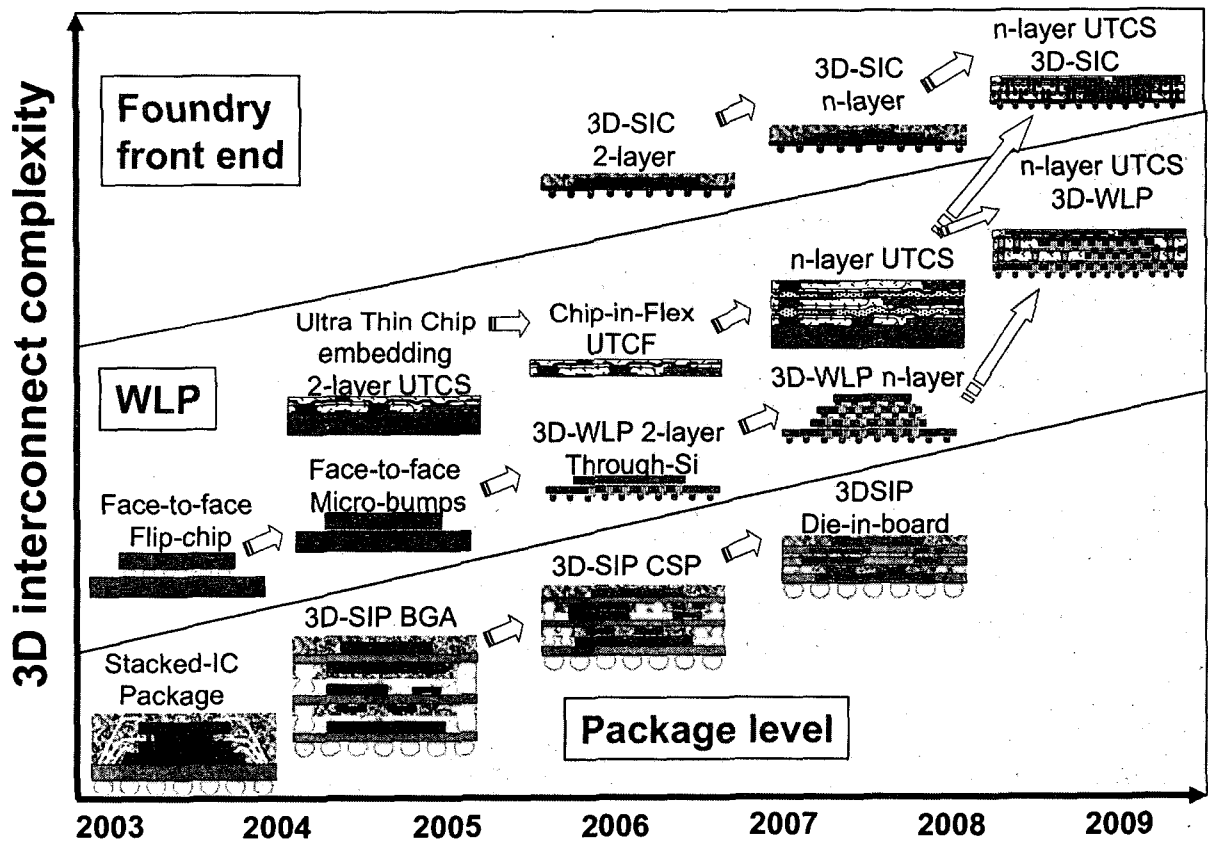 3D interconnect complexity
Foundry
front end
3D-SIC
2-layer
3D-SIC
n-layer
n-layer UTCS
3D-SIC
WLP
Face-to-face
Flip-chip
Ultra Thin Chip
embedding
2-layer UTCS
Face-to-face
Micro-bumps
Chip-in-Flex
UTCF
3D-WLP 2-layer
Through-Si
n-layer UTCS
3D-WLP n-layer
n-layer UTCS
3D-WLP
Stacked-IC
Package
3D-SIP BGA
3D-SIP CSP
3DSIP
Die-in-board
Package level
2003 2004 2005 2006 2007 2008 2009